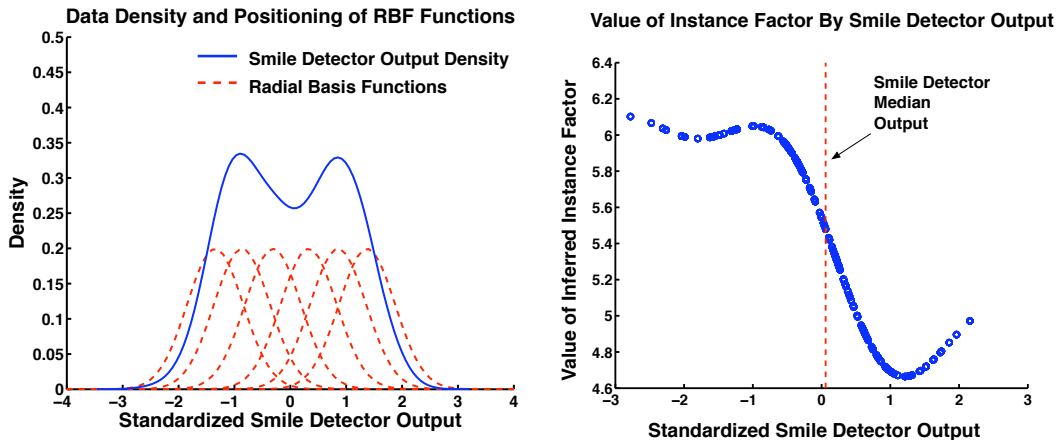 Data Density and Positioning of RBF Functions
0.5
0.45
0.4
0.35
0.3
0.25
0.2
0.15
0.1
0.05
0
Density
Smile Detector Output Density
Radial Basis Functions
−4 −3 −2 −1 0 1 2 3 4
Standardized Smile Detector Output
Value of Instance Factor By Smile Detector Output
6.4
6.2
6
5.8
5.6
5.4
5.2
5
4.8
4.6
Value of Inferred Instance Factor
Smile Detector
Median
Output
−3 −2 −1 0 1 2 3
Standardized Smile Detector Output